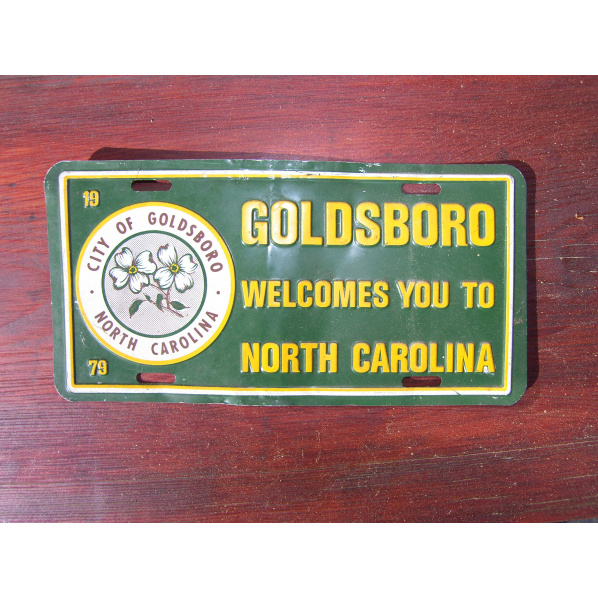 19
CITY OF GOLDSBORO
NORTH CAROLINA
79
GOLDSBORO
WELCOMES YOU TO
NORTH CAROLINA